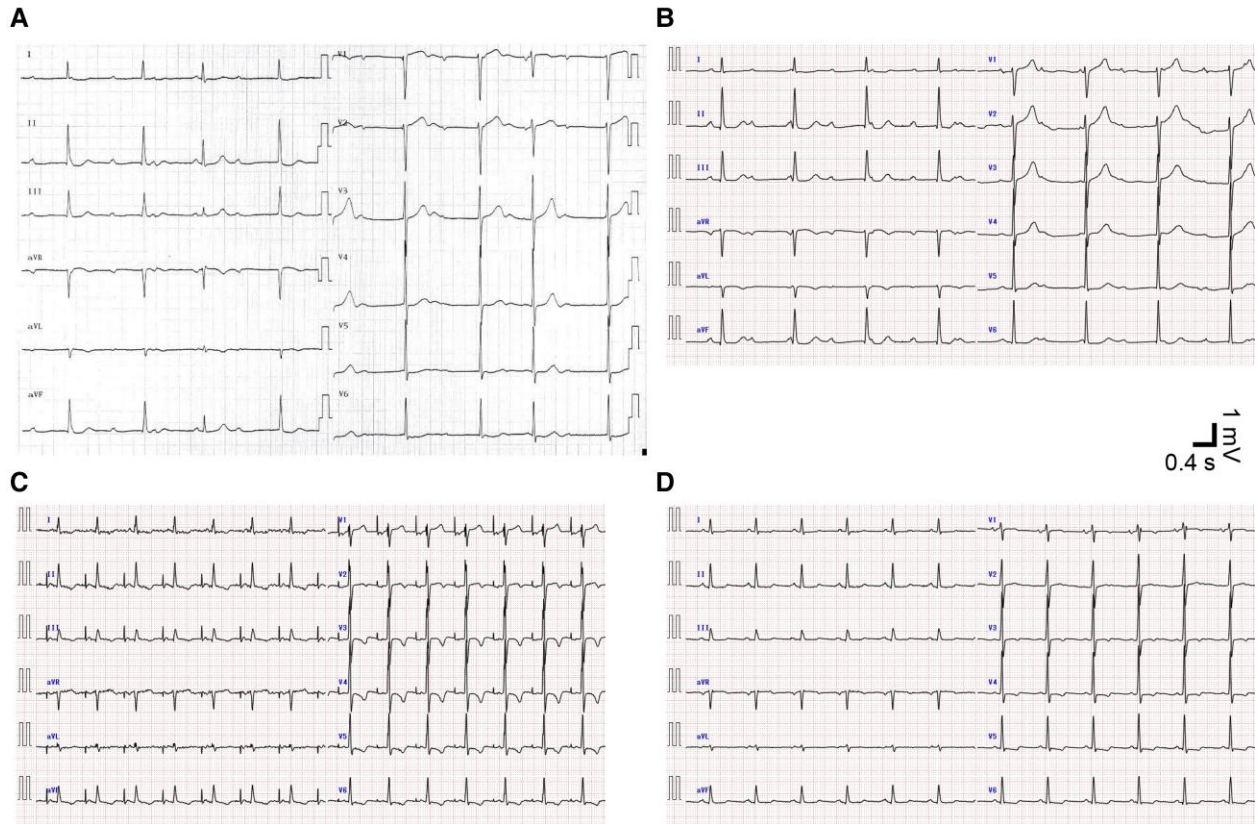 A
I V1
II V2
III V3
aVR V4
aVL V5
aVF V6
B
I V1
II V2
III V3
aVR V4
aVL V5
aVF V6
1 mV
0.4 s
C
I V1
II V2
III V3
aVR V4
aVL V5
aVF V6
D
I V1
II V2
III V3
aVR V4
aVL V5
aVF V6